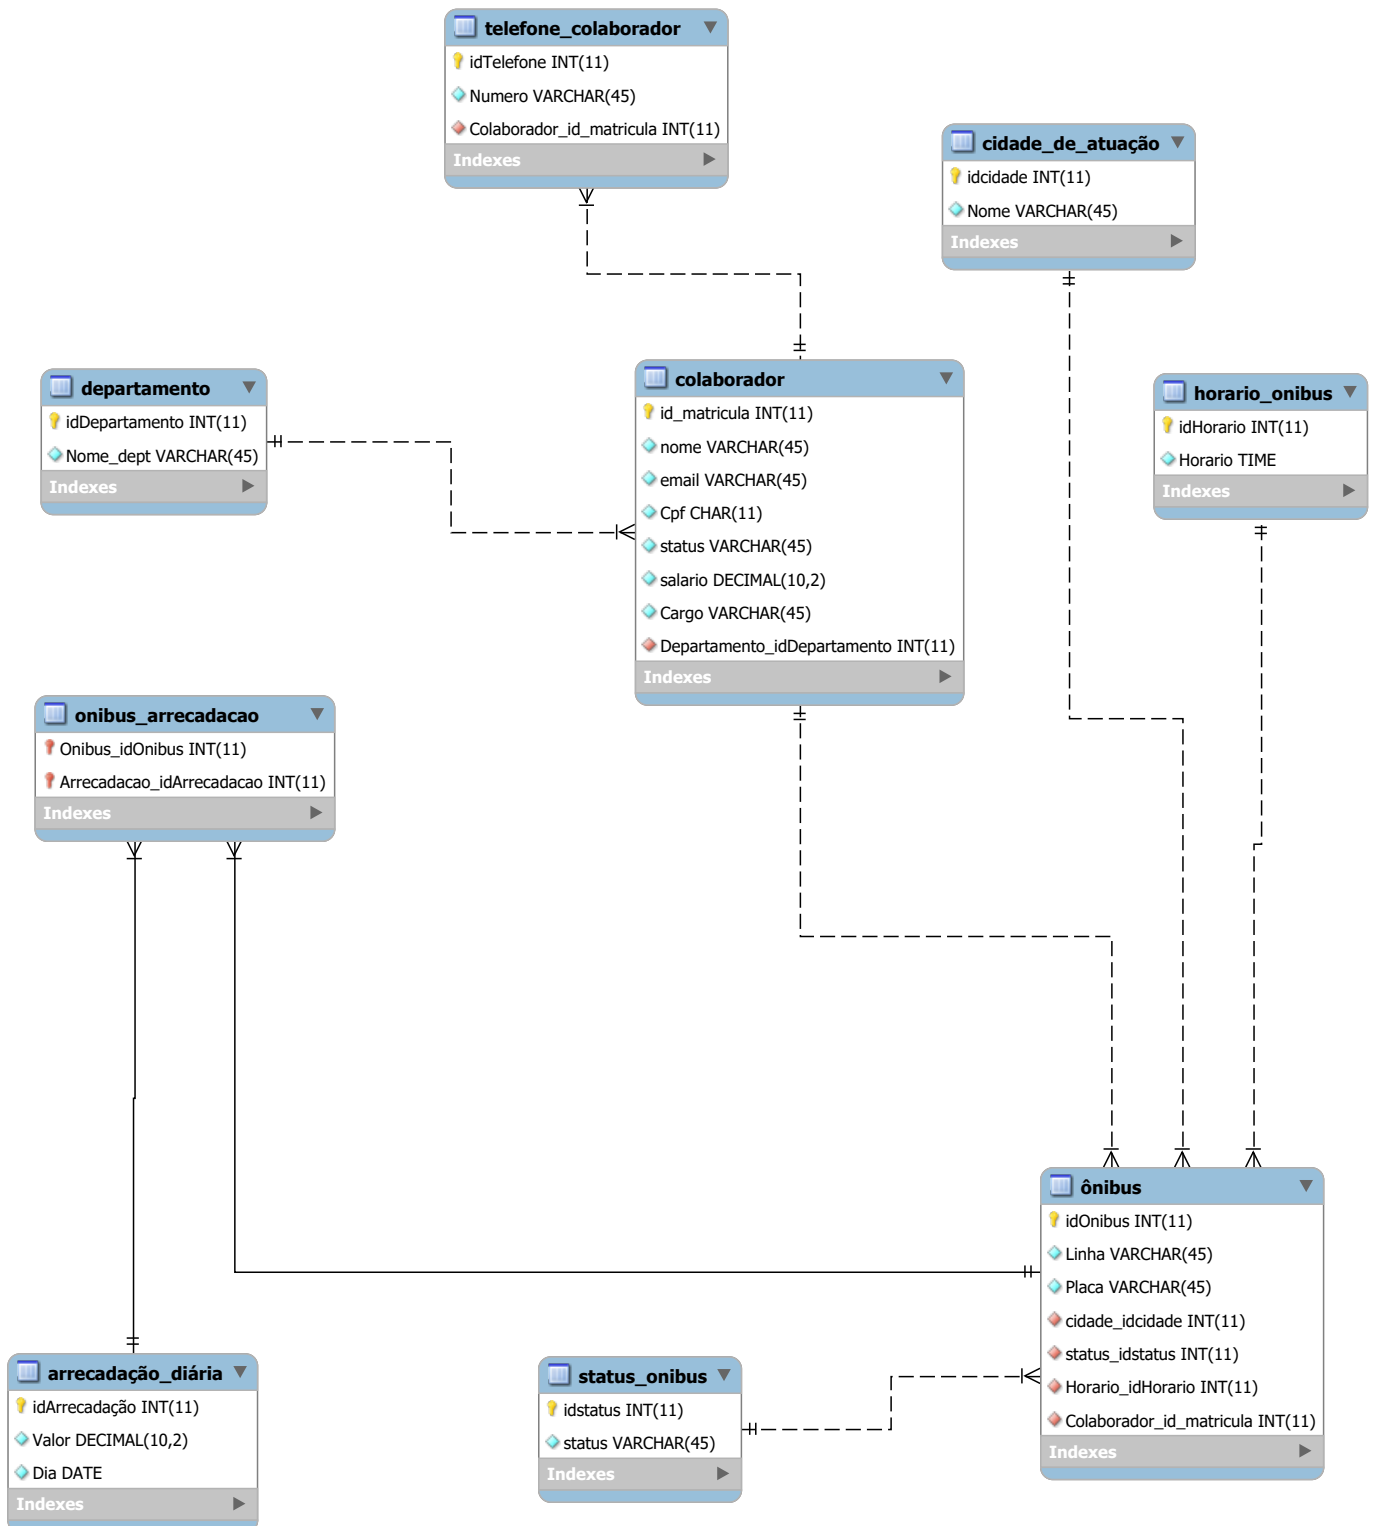 telefone_colaborador
idTelefone INT(11)
Numero VARCHAR(45)
Colaborador_id_matricula INT(11)
Indexes
cidade_de_atuação
idcidade INT(11)
Nome VARCHAR(45)
Indexes
departamento
idDepartamento INT(11)
Nome_dept VARCHAR(45)
Indexes
colaborador
id_matricula INT(11)
nome VARCHAR(45)
email VARCHAR(45)
Cpf CHAR(11)
status VARCHAR(45)
salario DECIMAL(10,2)
Cargo VARCHAR(45)
Departamento_idDepartamento INT(11)
Indexes
horario_onibus
idHorario INT(11)
Horario TIME
Indexes
onibus_arrecadacao
Onibus_idOnibus INT(11)
Arrecadacao_idArrecadacao INT(11)
Indexes
ônibus
idOnibus INT(11)
Linha VARCHAR(45)
Placa VARCHAR(45)
cidade_idcidade INT(11)
status_idstatus INT(11)
Horario_idHorario INT(11)
Colaborador_id_matricula INT(11)
Indexes
arrecadação_diária
idArrecadação INT(11)
Valor DECIMAL(10,2)
Dia DATE
Indexes
status_onibus
idstatus INT(11)
status VARCHAR(45)
Indexes